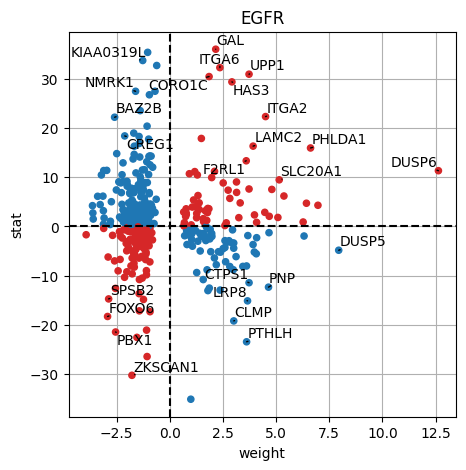 EGFR
GAL
KIAA0319L
ITGA6
UPP1
NMRK1
CORO1C
HAS3
BAZ2B
ITGA2
CREG1
LAMC2
PHLDA1
DUSP6
F2RL1
SLC20A1
DUSP5
CTPS1
PNP
SPSB2
LRP8
FOXO6
CLMP
PBX1
PTHLH
ZKSCAN1
stat
30
20
10
0
−10
−20
−30
−2.5
0.0
2.5
5.0
7.5
10.0
12.5
weight